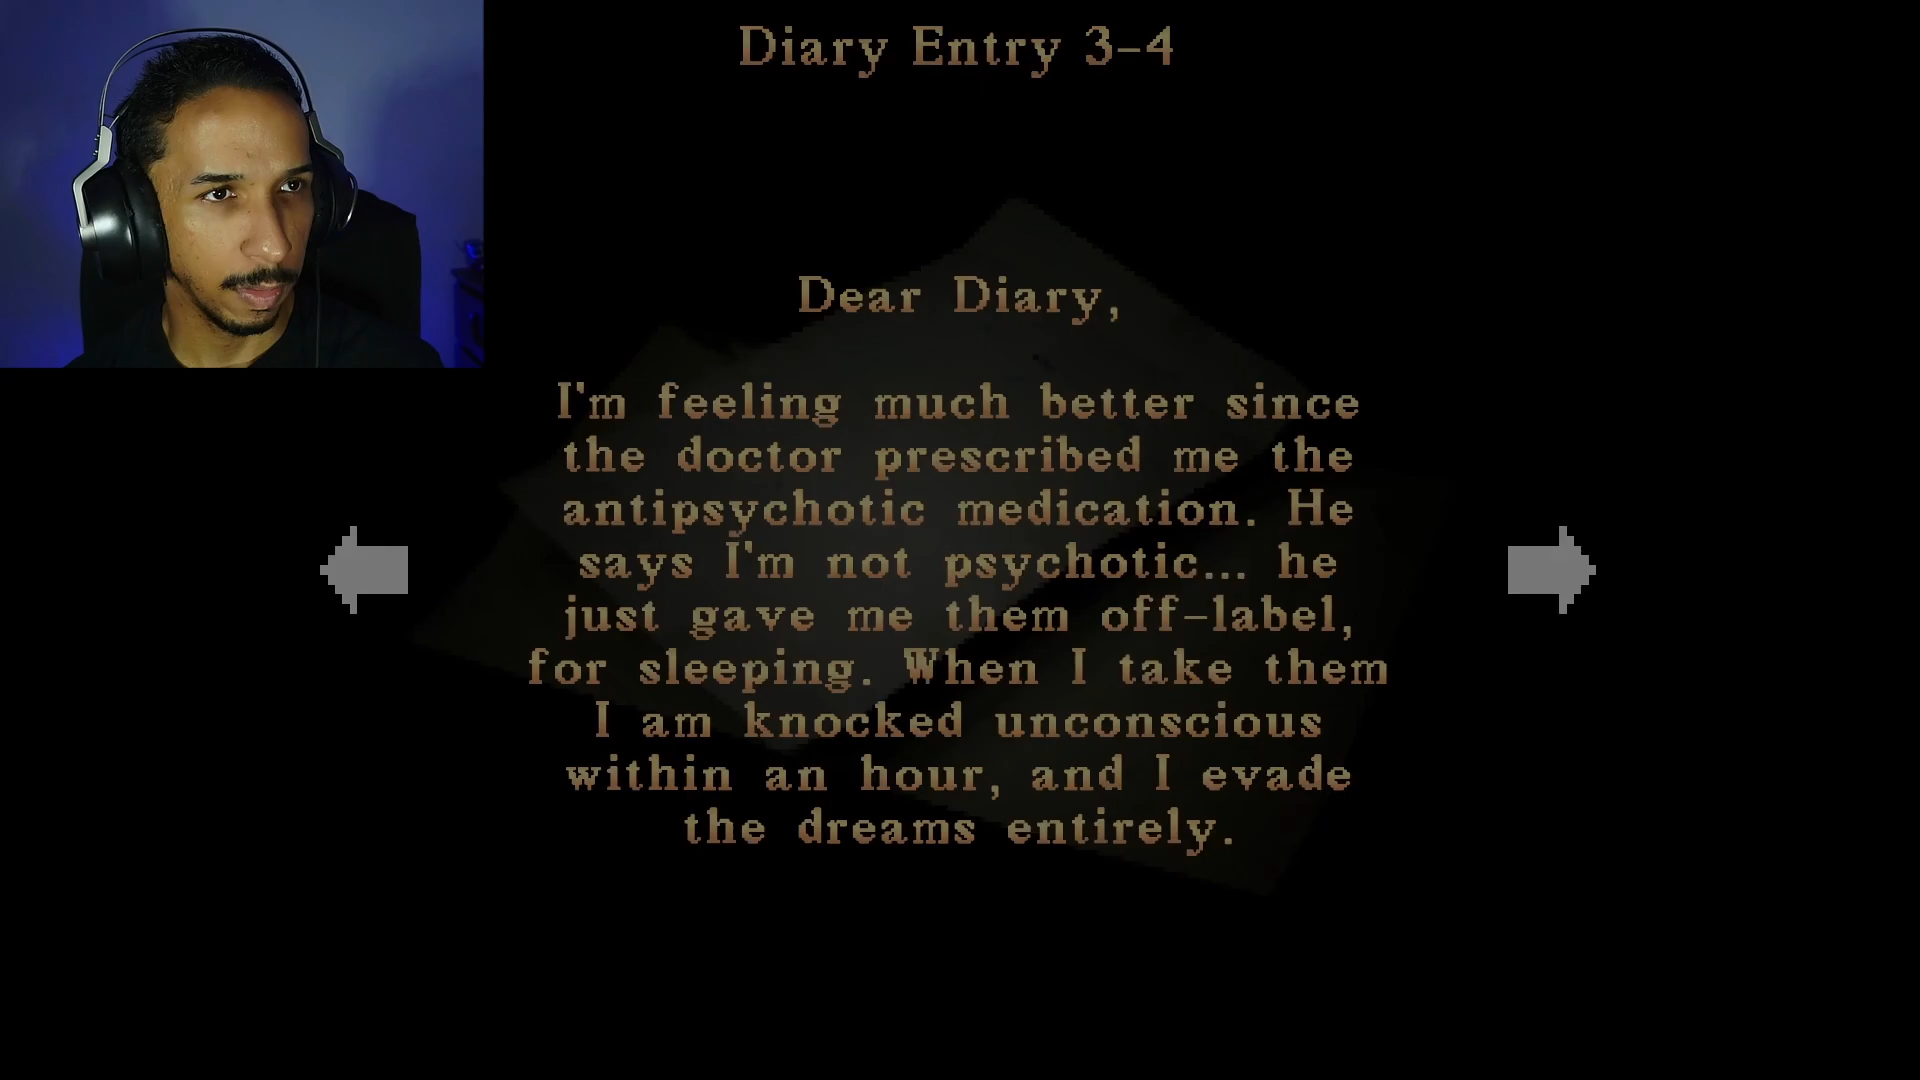 Diary Entry 3-4
Dear Diary,
I'm feeling much better since
the doctor prescribed me the
antipsychotic medication. He
says I'm not psychotic... he
just gave me them off-label,
for sleeping. When I take them
I am knocked unconscious
within an hour, and I evade
the dreams entirely.